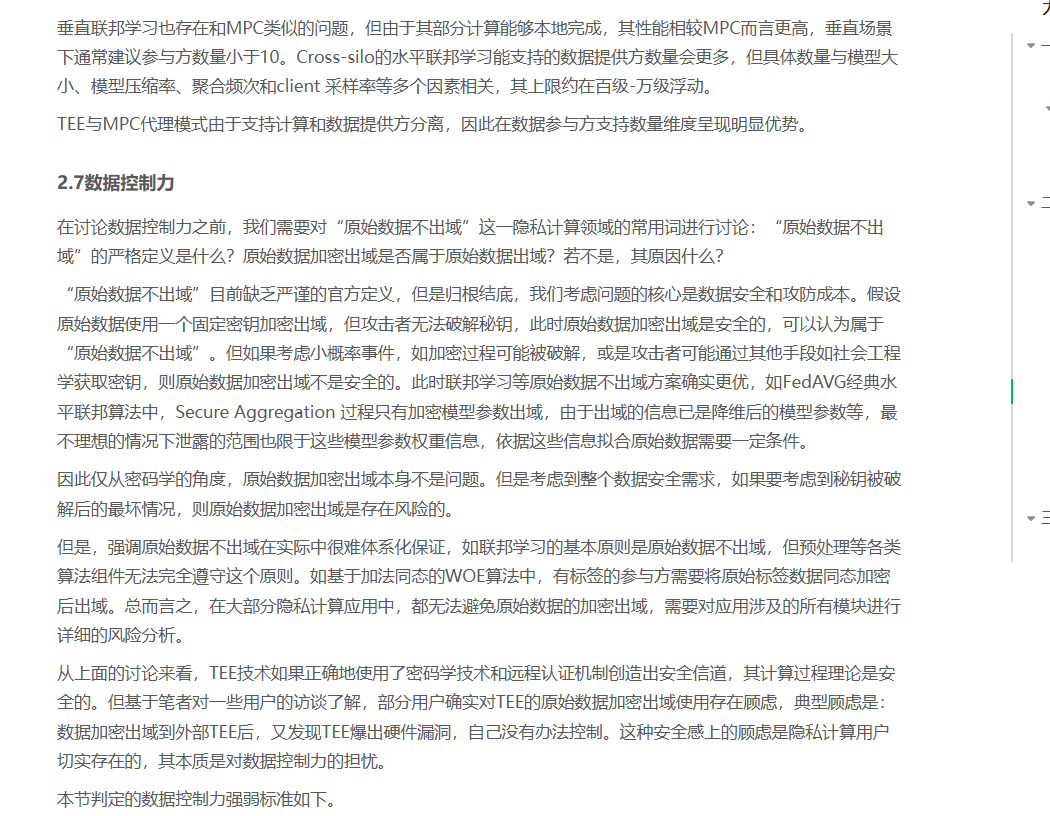 垂直联邦学习也存在和MPC类似的问题，但由于其部分计算能够本地完成，其性能相较MPC而言更高，垂直场景
下通常建议参与方数量小于10。Cross-silo的水平联邦学习能支持的数据提供方数量会更多，但具体数量与模型大
小、模型压缩率、聚合频次和client 采样率等多个因素相关，其上限约在百级-万级浮动。
TEE与MPC代理模式由于支持计算和数据提供方分离，因此在数据参与方支持数量维度呈现明显优势。
2.7数据控制力
在讨论数据控制力之前，我们需要对“原始数据不出域”这一隐私计算领域的常用词进行讨论：“原始数据不出
域”的严格定义是什么？原始数据加密出域是否属于原始数据出域？若不是，其原因什么？
“原始数据不出域”目前缺乏严谨的官方定义，但是归根结底，我们考虑问题的核心是数据安全和攻防成本。假设
原始数据使用一个固定密钥加密出域，但攻击者无法破解秘钥，此时原始数据加密出域是安全的，可以认为属于
“原始数据不出域”。但如果考虑小概率事件，如加密过程可能被破解，或是攻击者可能通过其他手段如社会工程
学获取密钥，则原始数据加密出域不是安全的。此时联邦学习等原始数据不出域方案确实更优，如FedAVG经典水
平联邦算法中，Secure Aggregation 过程只有加密模型参数出域，由于出域的信息已是降维后的模型参数等，最
不理想的情况下泄露的范围也限于这些模型参数权重信息，依据这些信息拟合原始数据需要一定条件。
因此仅从密码学的角度，原始数据加密出域本身不是问题。但是考虑到整个数据安全需求，如果要考虑到秘钥被破
解后的最坏情况，则原始数据加密出域是存在风险的。
但是，强调原始数据不出域在实际中很难体系化保证，如联邦学习的基本原则是原始数据不出域，但预处理等各类
算法组件无法完全遵守这个原则。如基于加法同态的WOE算法中，有标签的参与方需要将原始标签数据同态加密
后出域。总而言之，在大部分隐私计算应用中，都无法避免原始数据的加密出域，需要对应用涉及的所有模块进行
详细的风险分析。
从上面的讨论来看，TEE技术如果正确地使用了密码学技术和远程认证机制创造出安全信道，其计算过程理论是安
全的。但基于笔者对一些用户的访谈了解，部分用户确实对TEE的原始数据加密出域使用存在顾虑，典型顾虑是：
数据加密出域到外部TEE后，又发现TEE爆出硬件漏洞，自己没有办法控制。这种安全感上的顾虑是隐私计算用户
切实存在的，其本质是对数据控制力的担忧。
本节判定的数据控制力强弱标准如下。